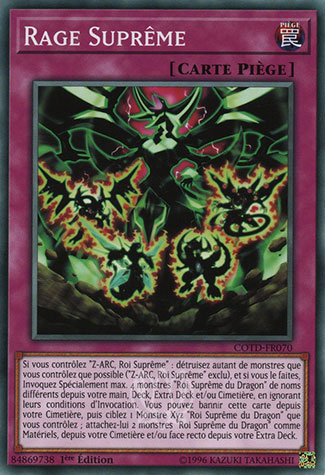 Rage Suprême
PIÈGE
罠
[Carte Piège]
COTD-FR070
Si vous contrôlez "Z-ARC, Roi Suprême" : détruisez autant de monstres que
vous contrôlez que possible ("Z-ARC, Roi Suprême" exclu), et si vous le faites,
Invoquez Spécialement max. 4 monstres "Roi Suprême du Dragon" de noms
différents depuis votre main, Deck, Extra Deck et/ou Cimetière, en ignorant
leurs conditions d'Invocation. Vous pouvez bannir cette carte depuis
votre Cimetière, puis ciblez 1 Monstre Xyz "Roi Suprême du Dragon" que
vous contrôlez ; attachez-lui 2 monstres "Roi Suprême du Dragon" comme
Matériels, depuis votre Cimetière et/ou face recto depuis votre Extra Deck.
84869738 1ère Edition ©1996 KAZUKI TAKAHASHI